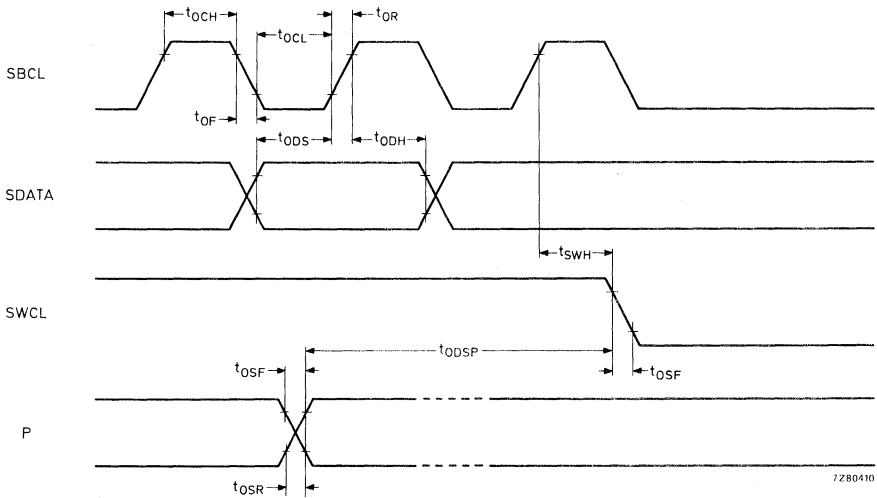 tOCH
tOR
tOCL
SBCL
tOF
tODS
tODH
SDATA
tSWH
SWCL
tODSP
tOSF
tOSF
P
tOSR
7Z80410